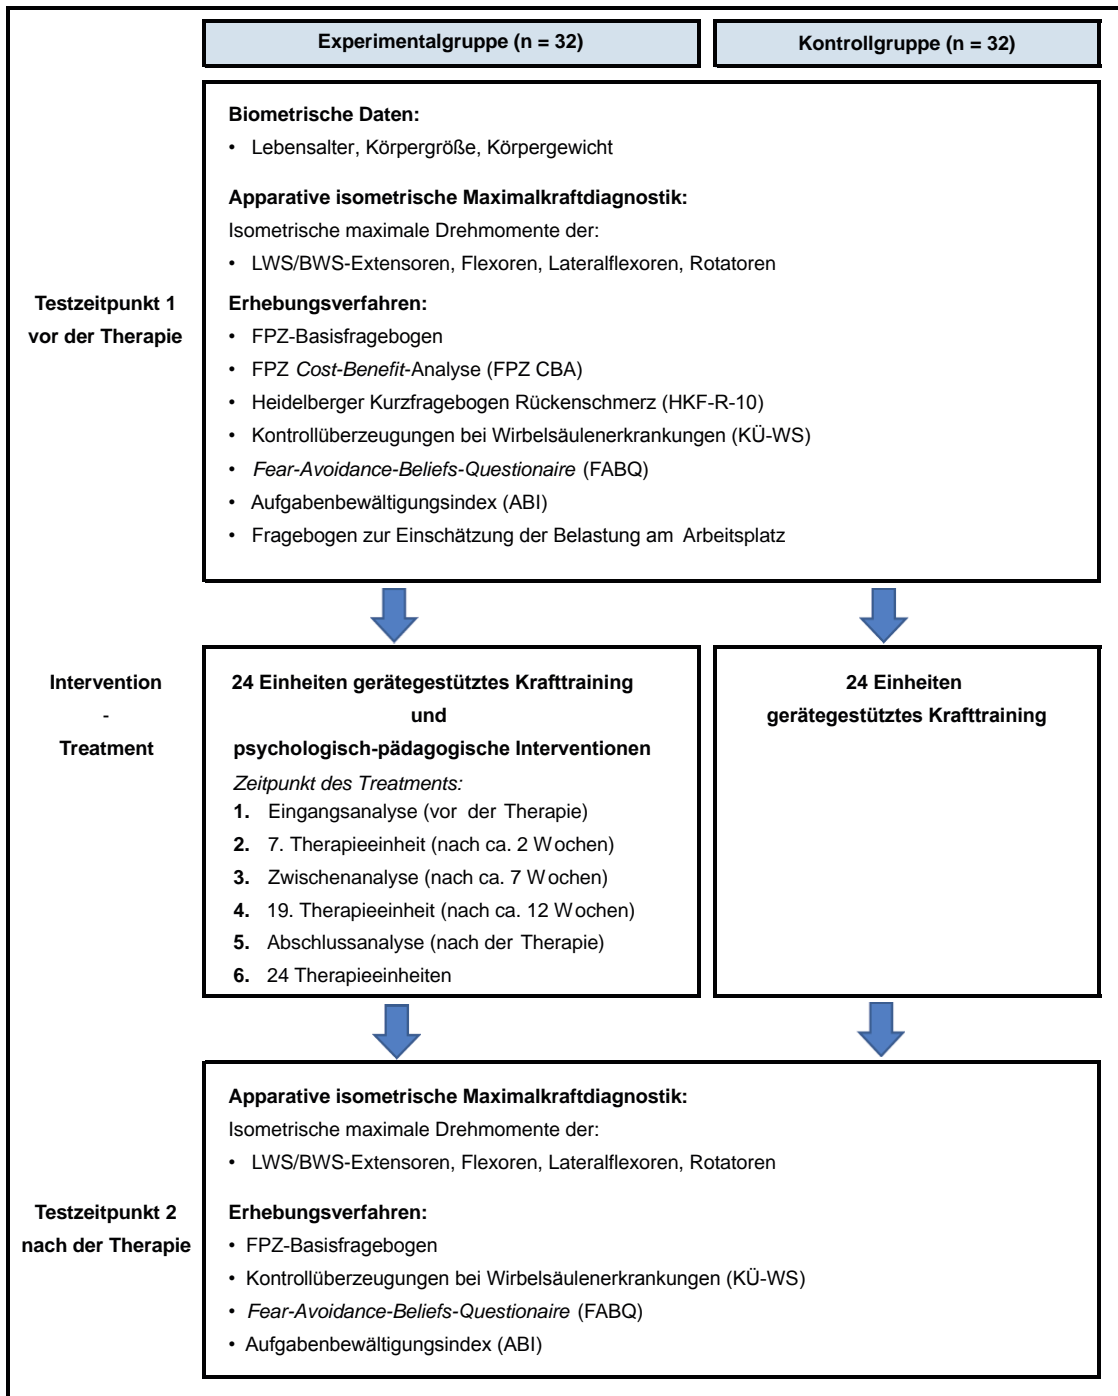 Experimentalgruppe (n = 32)
Kontrollgruppe (n = 32)
Testzeitpunkt 1
vor der Therapie
Biometrische Daten:
• Lebensalter, Körpergröße, Körpergewicht
Apparative isometrische Maximalkraftdiagnostik:
Isometrische maximale Drehmomente der:
• LWS/BWS-Extensoren, Flexoren, Lateralflexoren, Rotatoren
Erhebungsverfahren:
• FPZ-Basisfragebogen
• FPZ Cost-Benefit-Analyse (FPZ CBA)
• Heidelberger Kurzfragebogen Rückenschmerz (HKF-R-10)
• Kontrollüberzeugungen bei Wirbelsäulenerkrankungen (KÜ-WS)
• Fear-Avoidance-Beliefs-Questionaire (FABQ)
• Aufgabenbewältigungsindex (ABI)
• Fragebogen zur Einschätzung der Belastung am Arbeitsplatz
Intervention
-
Treatment
24 Einheiten gerätegestütztes Krafttraining
und
psychologisch-pädagogische Interventionen
Zeitpunkt des Treatments:
1. Eingangsanalyse (vor der Therapie)
2. 7. Therapieeinheit (nach ca. 2 Wochen)
3. Zwischenanalyse (nach ca. 7 Wochen)
4. 19. Therapieeinheit (nach ca. 12 Wochen)
5. Abschlussanalyse (nach der Therapie)
6. 24 Therapieeinheiten
24 Einheiten
gerätegestütztes Krafttraining
Testzeitpunkt 2
nach der Therapie
Apparative isometrische Maximalkraftdiagnostik:
Isometrische maximale Drehmomente der:
• LWS/BWS-Extensoren, Flexoren, Lateralflexoren, Rotatoren
Erhebungsverfahren:
• FPZ-Basisfragebogen
• Kontrollüberzeugungen bei Wirbelsäulenerkrankungen (KÜ-WS)
• Fear-Avoidance-Beliefs-Questionaire (FABQ)
• Aufgabenbewältigungsindex (ABI)